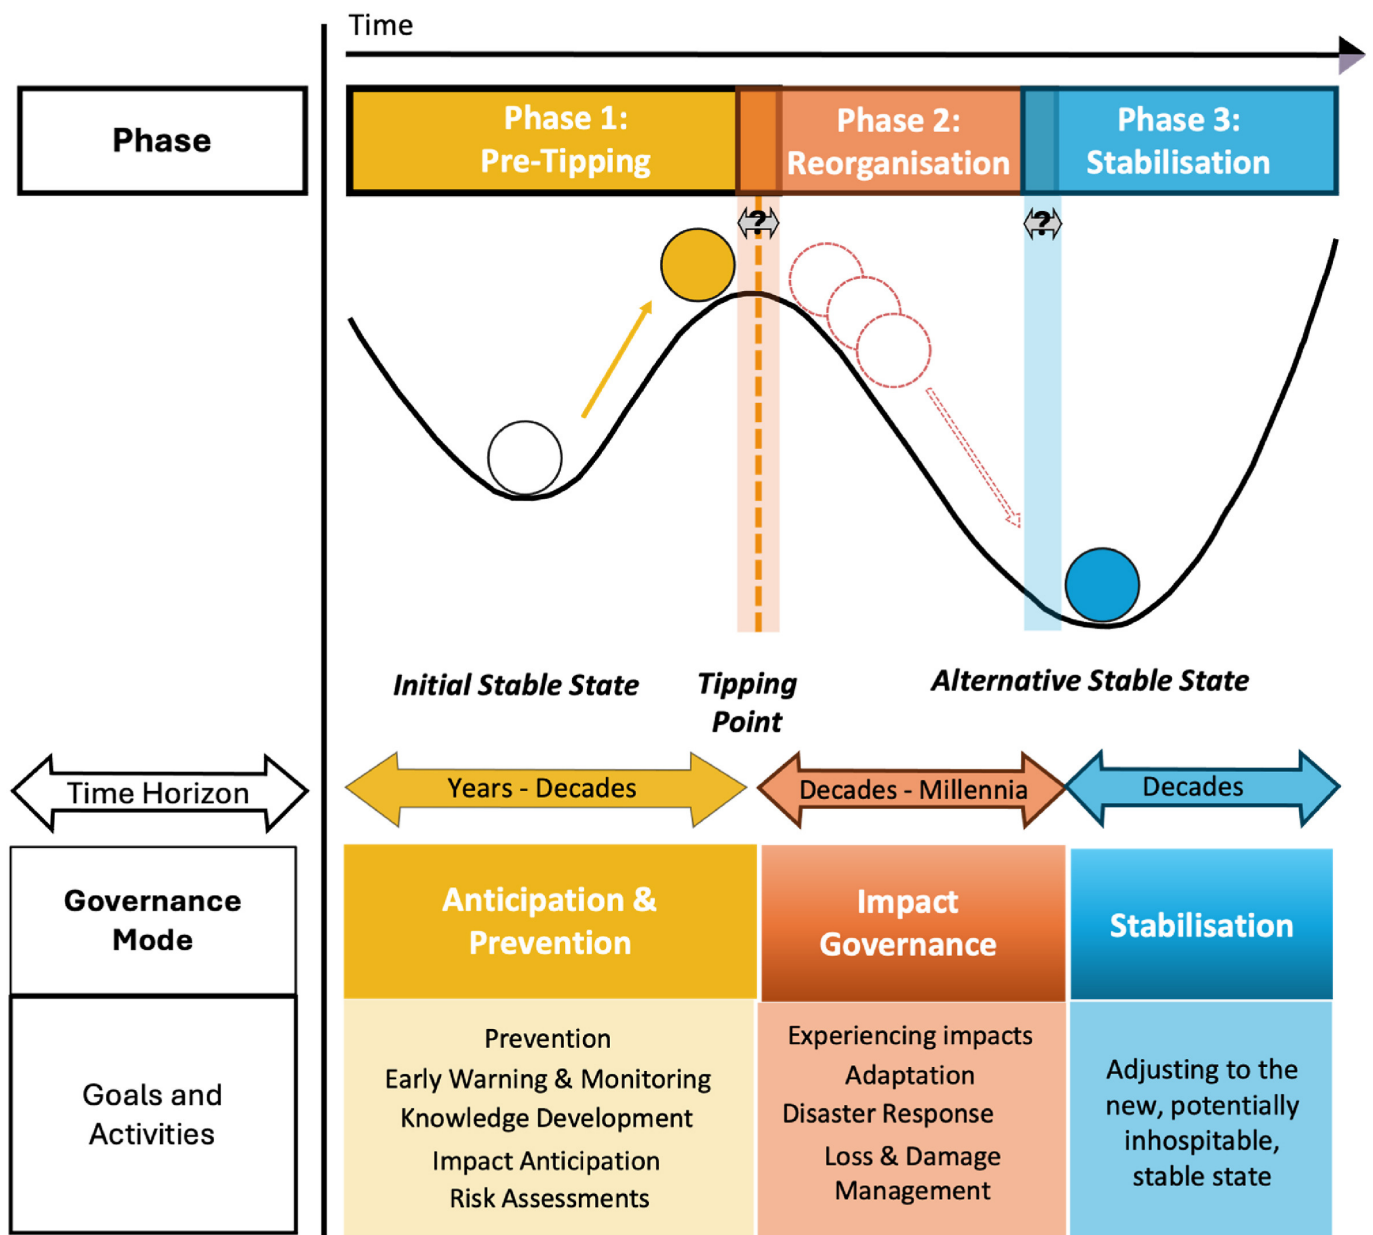 Time
Phase
Phase 1:
Pre-Tipping
Phase 2:
Reorganisation
Phase 3:
Stabilisation
?
?
Initial Stable State
Tipping
Point
Alternative Stable State
Time Horizon
Years - Decades
Decades - Millennia
Decades
Governance
Mode
Anticipation &
Prevention
Impact
Governance
Stabilisation
Goals and
Activities
Prevention
Early Warning & Monitoring
Knowledge Development
Impact Anticipation
Risk Assessments
Experiencing impacts
Adaptation
Disaster Response
Loss & Damage
Management
Adjusting to the
new, potentially
inhospitable,
stable state